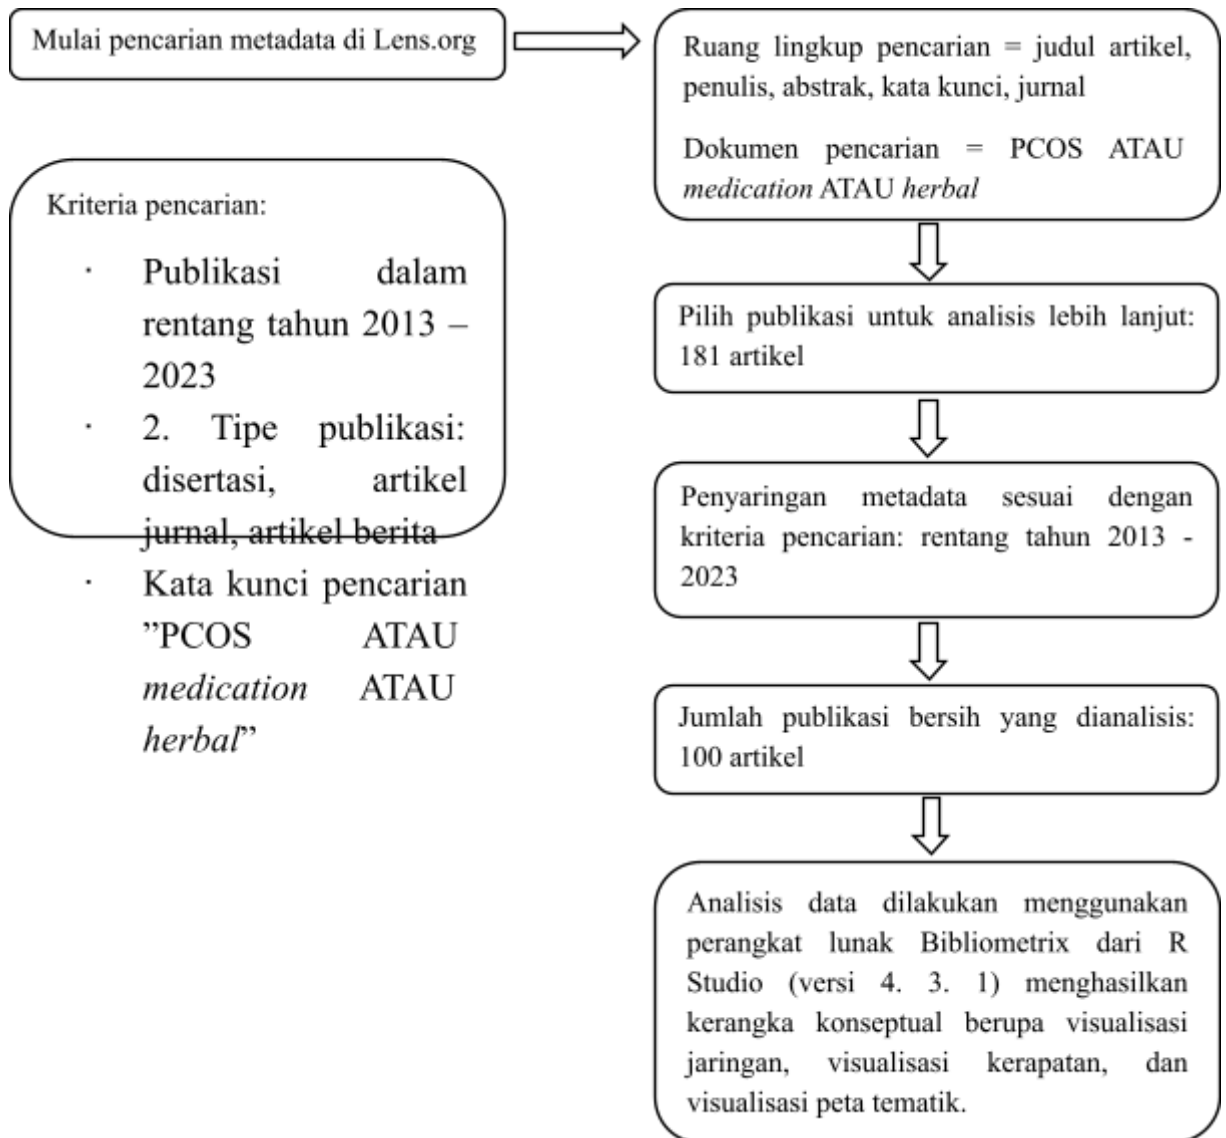 Mulai pencarian metadata di Lens.org
Ruang lingkup pencarian = judul artikel,
penulis, abstrak, kata kunci, jurnal
Dokumen pencarian = PCOS ATAU
medication ATAU herbal
Kriteria pencarian:
· Publikasi dalam
rentang tahun 2013 –
2023
· 2. Tipe publikasi:
disertasi, artikel
jurnal, artikel berita
· Kata kunci pencarian
”PCOS ATAU
medication ATAU
herbal”
Pilih publikasi untuk analisis lebih lanjut:
181 artikel
Penyaringan metadata sesuai dengan
kriteria pencarian: rentang tahun 2013 -
2023
Jumlah publikasi bersih yang dianalisis:
100 artikel
Analisis data dilakukan menggunakan
perangkat lunak Bibliometrix dari R
Studio (versi 4. 3. 1) menghasilkan
kerangka konseptual berupa visualisasi
jaringan, visualisasi kerapatan, dan
visualisasi peta tematik.